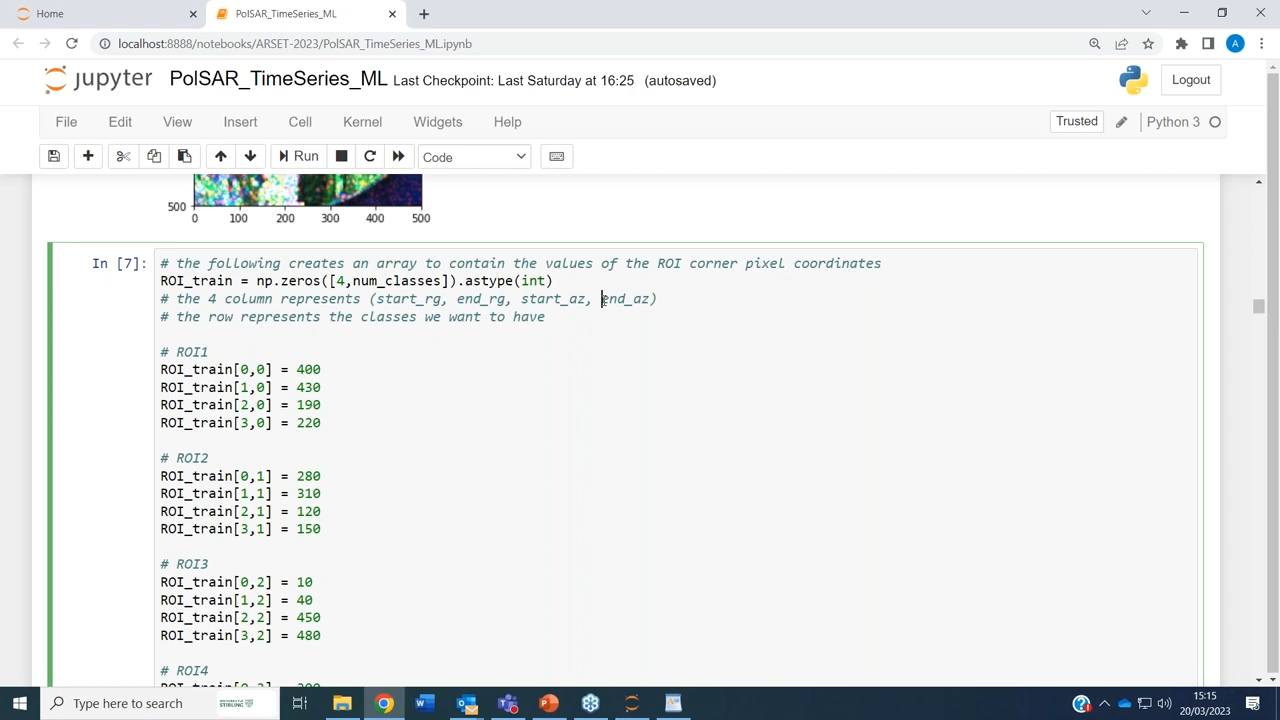 Home
PolSAR_TimeSeries_ML
localhost:8888/notebooks/ARSET-2023/PolSAR_TimeSeries_ML.ipynb
A
jupyter PolSAR_TimeSeries_ML Last Checkpoint: Last Saturday at 16:25 (autosaved)
Logout
File Edit View Insert Cell Kernel Widgets Help
Trusted
Python 3
Run
Code
500
0 100 200 300 400 500
In [7]:
# the following creates an array to contain the values of the ROI corner pixel coordinates
ROI_train = np.zeros([4,num_classes]).astype(int)
# the 4 column represents (start_rg, end_rg, start_az, end_az)
# the row represents the classes we want to have
# ROI1
ROI_train[0,0] = 400
ROI_train[1,0] = 430
ROI_train[2,0] = 190
ROI_train[3,0] = 220
# ROI2
ROI_train[0,1] = 280
ROI_train[1,1] = 310
ROI_train[2,1] = 120
ROI_train[3,1] = 150
# ROI3
ROI_train[0,2] = 10
ROI_train[1,2] = 40
ROI_train[2,2] = 450
ROI_train[3,2] = 480
# ROI4
Type here to search
15:15
20/03/2023